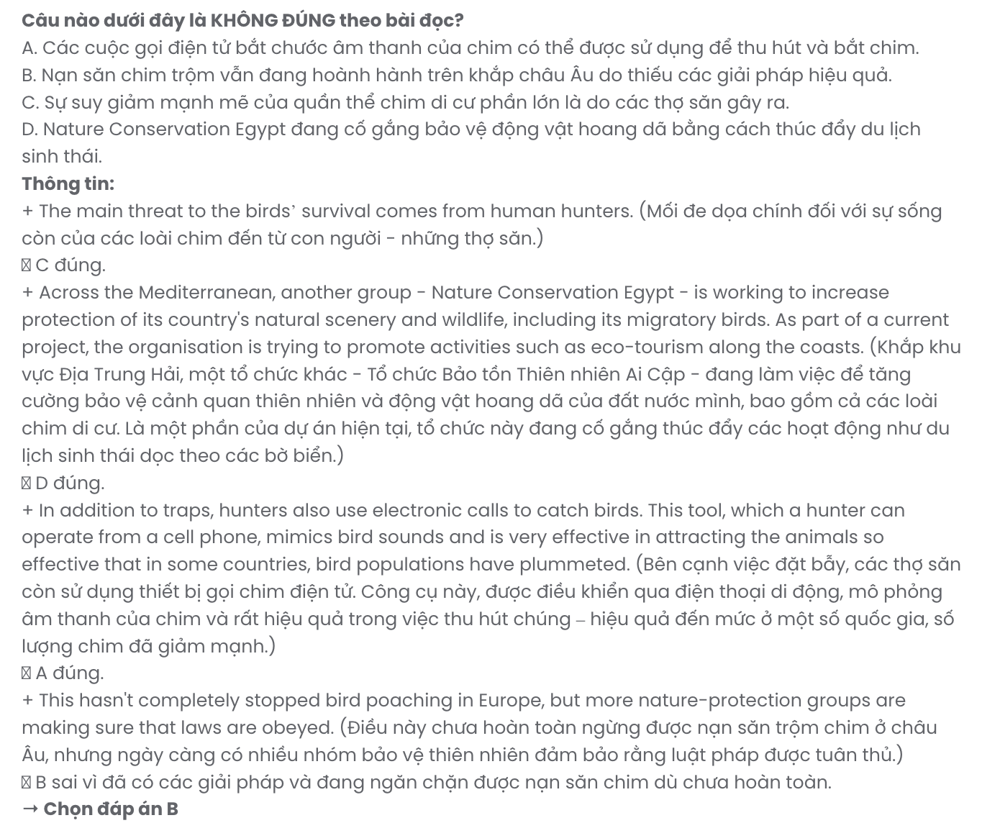 Câu nào dưới đây là KHÔNG ĐÚNG theo bài đọc?
A. Các cuộc gọi điện tử bắt chước âm thanh của chim có thể được sử dụng để thu hút và bắt chim.
B. Nạn săn chim trộm vẫn đang hoành hành trên khắp châu Âu do thiếu các giải pháp hiệu quả.
C. Sự suy giảm mạnh mẽ của quần thể chim di cư phần lớn là do các thợ săn gây ra.
D. Nature Conservation Egypt đang cố gắng bảo vệ động vật hoang dã bằng cách thúc đẩy du lịch
sinh thái.
Thông tin:
+ The main threat to the birds’ survival comes from human hunters. (Mối đe dọa chính đối với sự sống
còn của các loài chim đến từ con người - những thợ săn.)
 C đúng.
+ Across the Mediterranean, another group - Nature Conservation Egypt - is working to increase
protection of its country's natural scenery and wildlife, including its migratory birds. As part of a current
project, the organisation is trying to promote activities such as eco-tourism along the coasts. (Khắp khu
vực Địa Trung Hải, một tổ chức khác - Tổ chức Bảo tồn Thiên nhiên Ai Cập - đang làm việc để tăng
cường bảo vệ cảnh quan thiên nhiên và động vật hoang dã của đất nước mình, bao gồm cả các loài
chim di cư. Là một phần của dự án hiện tại, tổ chức này đang cố gắng thúc đẩy các hoạt động như du
lịch sinh thái dọc theo các bờ biển.)
 D đúng.
+ In addition to traps, hunters also use electronic calls to catch birds. This tool, which a hunter can
operate from a cell phone, mimics bird sounds and is very effective in attracting the animals so
effective that in some countries, bird populations have plummeted. (Bên cạnh việc đặt bẫy, các thợ săn
còn sử dụng thiết bị gọi chim điện tử. Công cụ này, được điều khiển qua điện thoại di động, mô phỏng
âm thanh của chim và rất hiệu quả trong việc thu hút chúng – hiệu quả đến mức ở một số quốc gia, số
lượng chim đã giảm mạnh.)
 A đúng.
+ This hasn't completely stopped bird poaching in Europe, but more nature-protection groups are
making sure that laws are obeyed. (Điều này chưa hoàn toàn ngừng được nạn săn trộm chim ở châu
Âu, nhưng ngày càng có nhiều nhóm bảo vệ thiên nhiên đảm bảo rằng luật pháp được tuân thủ.)
 B sai vì đã có các giải pháp và đang ngăn chặn được nạn săn chim dù chưa hoàn toàn.
→ Chọn đáp án B